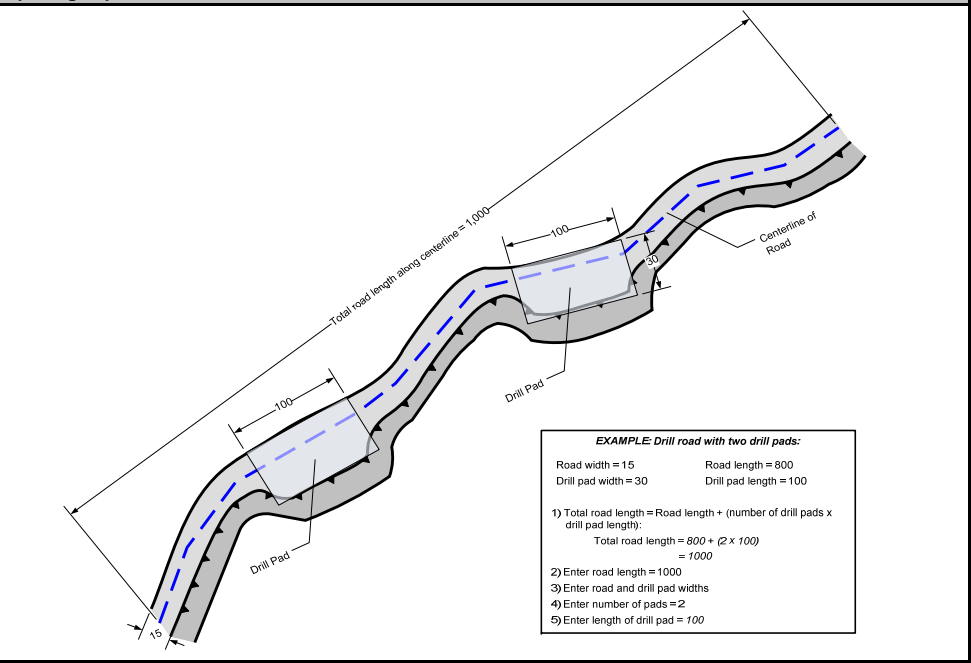 Total road length along centerline = 1,000
100
30
Centerline of
Road
Drill Pad
100
Drill Pad
15
EXAMPLE: Drill road with two drill pads:
Road width = 15
Road length = 800
Drill pad width = 30
Drill pad length = 100
1) Total road length = Road length + (number of drill pads x
drill pad length):
Total road length = 800 + (2 x 100)
= 1000
2) Enter road length = 1000
3) Enter road and drill pad widths
4) Enter number of pads = 2
5) Enter length of drill pad = 100